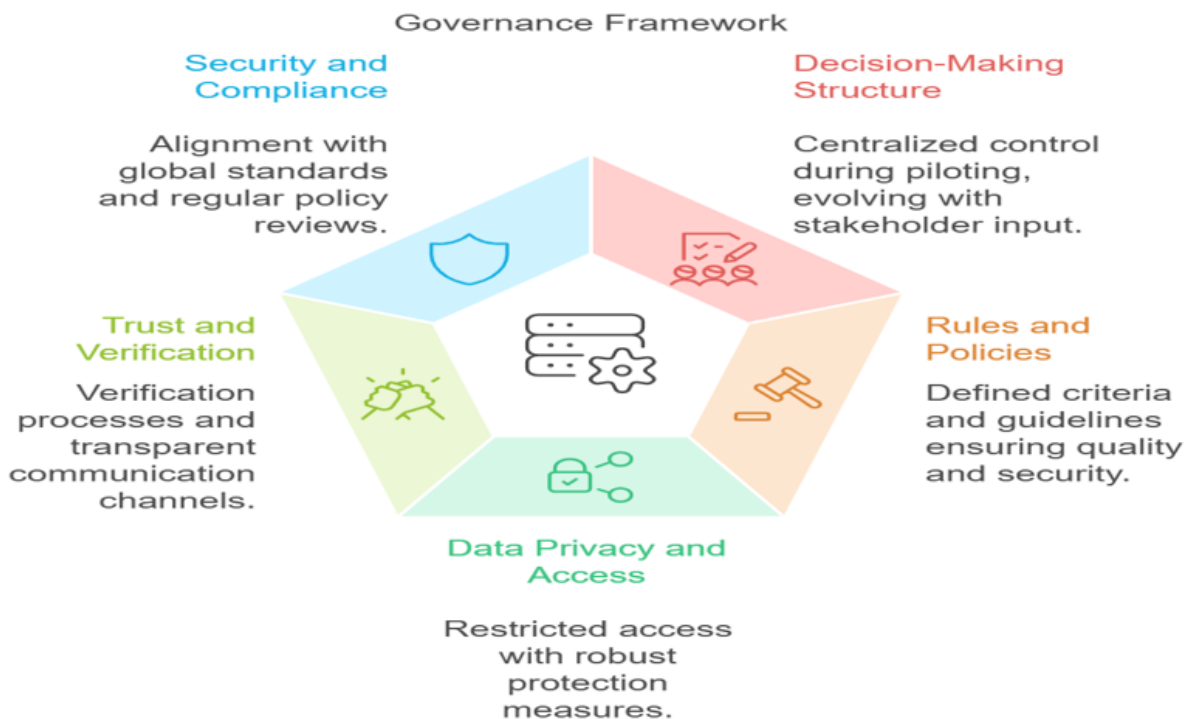 Governance Framework
Security and
Compliance
Alignment with
global standards
and regular policy
reviews.
Decision-Making
Structure
Centralized control
during piloting,
evolving with
stakeholder input.
Trust and
Verification
Verification
processes and
transparent
communication
channels.
Rules and
Policies
Defined criteria
and guidelines
ensuring quality
and security.
Data Privacy and
Access
Restricted access
with robust
protection
measures.